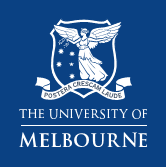 POSTERA CRESCAM LAUDE
THE UNIVERSITY OF
MELBOURNE